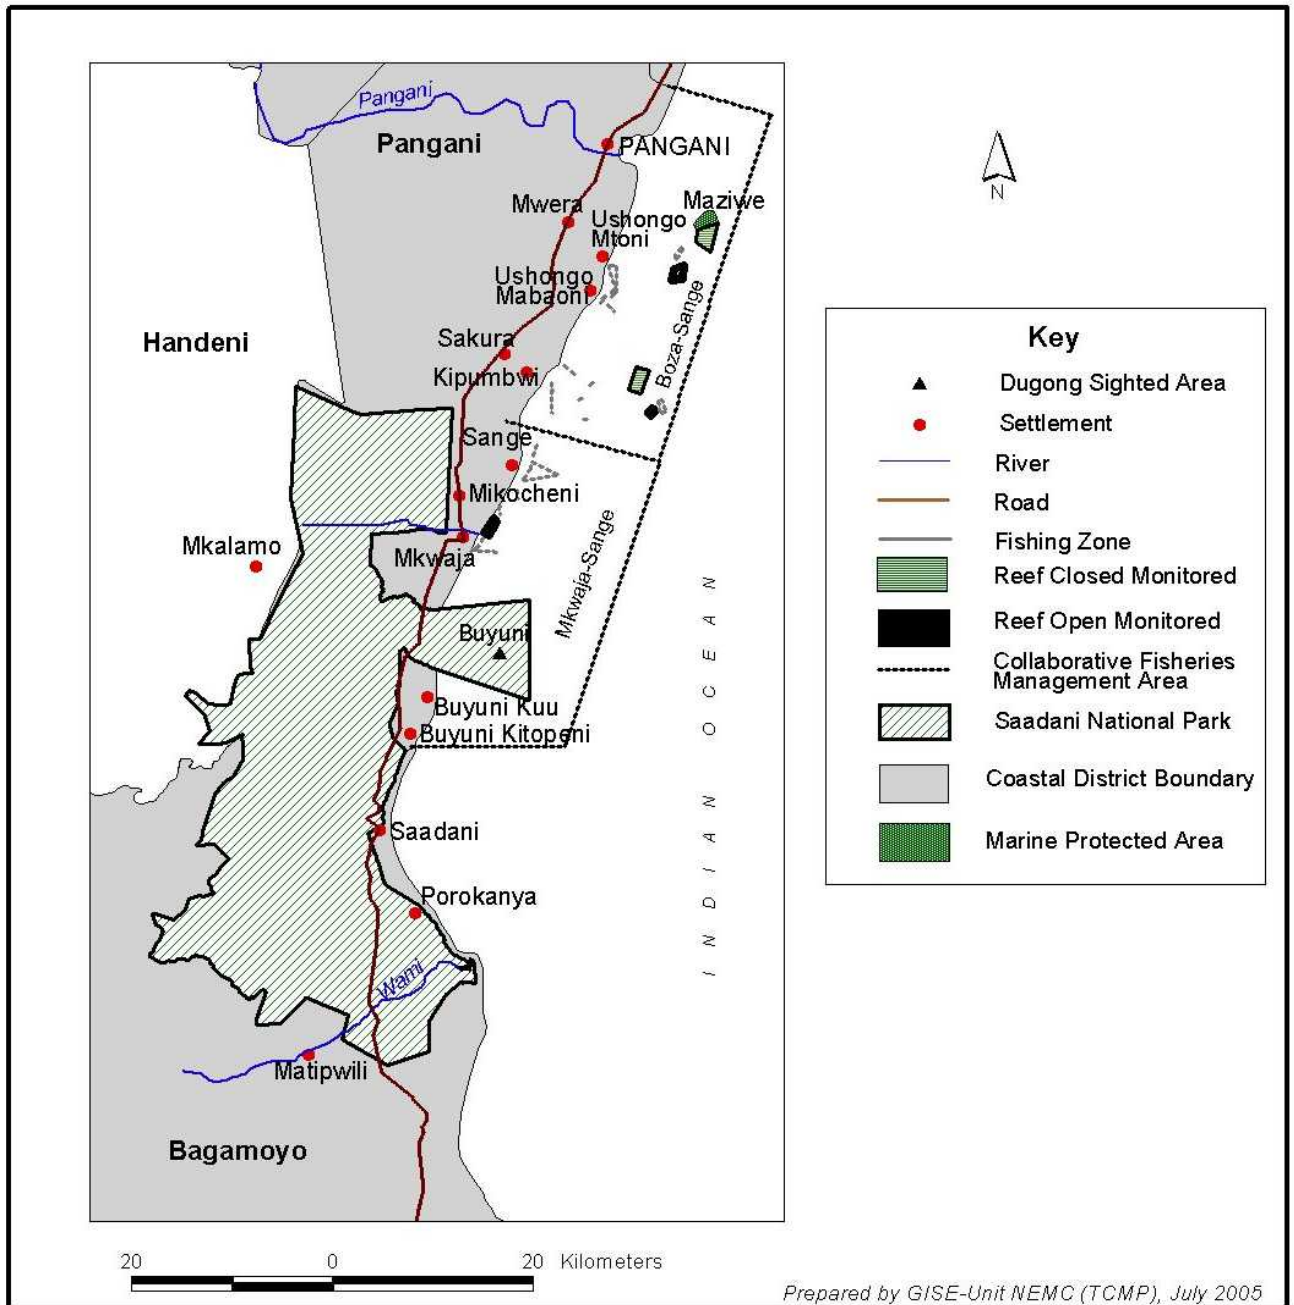 Pangani
Pangani
PANGANI
Mwera
Maziwe
Ushongo
Mtoni
Ushongo
Mabaoni
Boza-Sange
Handeni
Sakura
Kipumbwi
Sange
Mikocheni
Mkalamo
Mkwaja
Mkwaja-Sange
Buyuni
Buyuni Kuu
Buyuni Kitopeni
INDIAN OCEAN
Saadani
Porokanya
Wami
Matipwili
Bagamoyo
N
Key
Dugong Sighted Area
Settlement
River
Road
Fishing Zone
Reef Closed Monitored
Reef Open Monitored
Collaborative Fisheries
Management Area
Saadani National Park
Coastal District Boundary
Marine Protected Area
20 0 20 Kilometers
Prepared by GISE-Unit NEMC (TCMP), July 2005